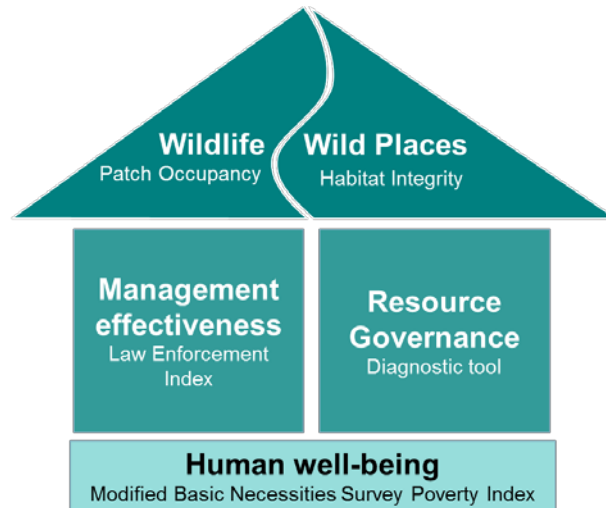 Wildlife
Patch Occupancy
Wild Places
Habitat Integrity
Management
effectiveness
Law Enforcement
Index
Resource
Governance
Diagnostic tool
Human well-being
Modified Basic Necessities Survey Poverty Index